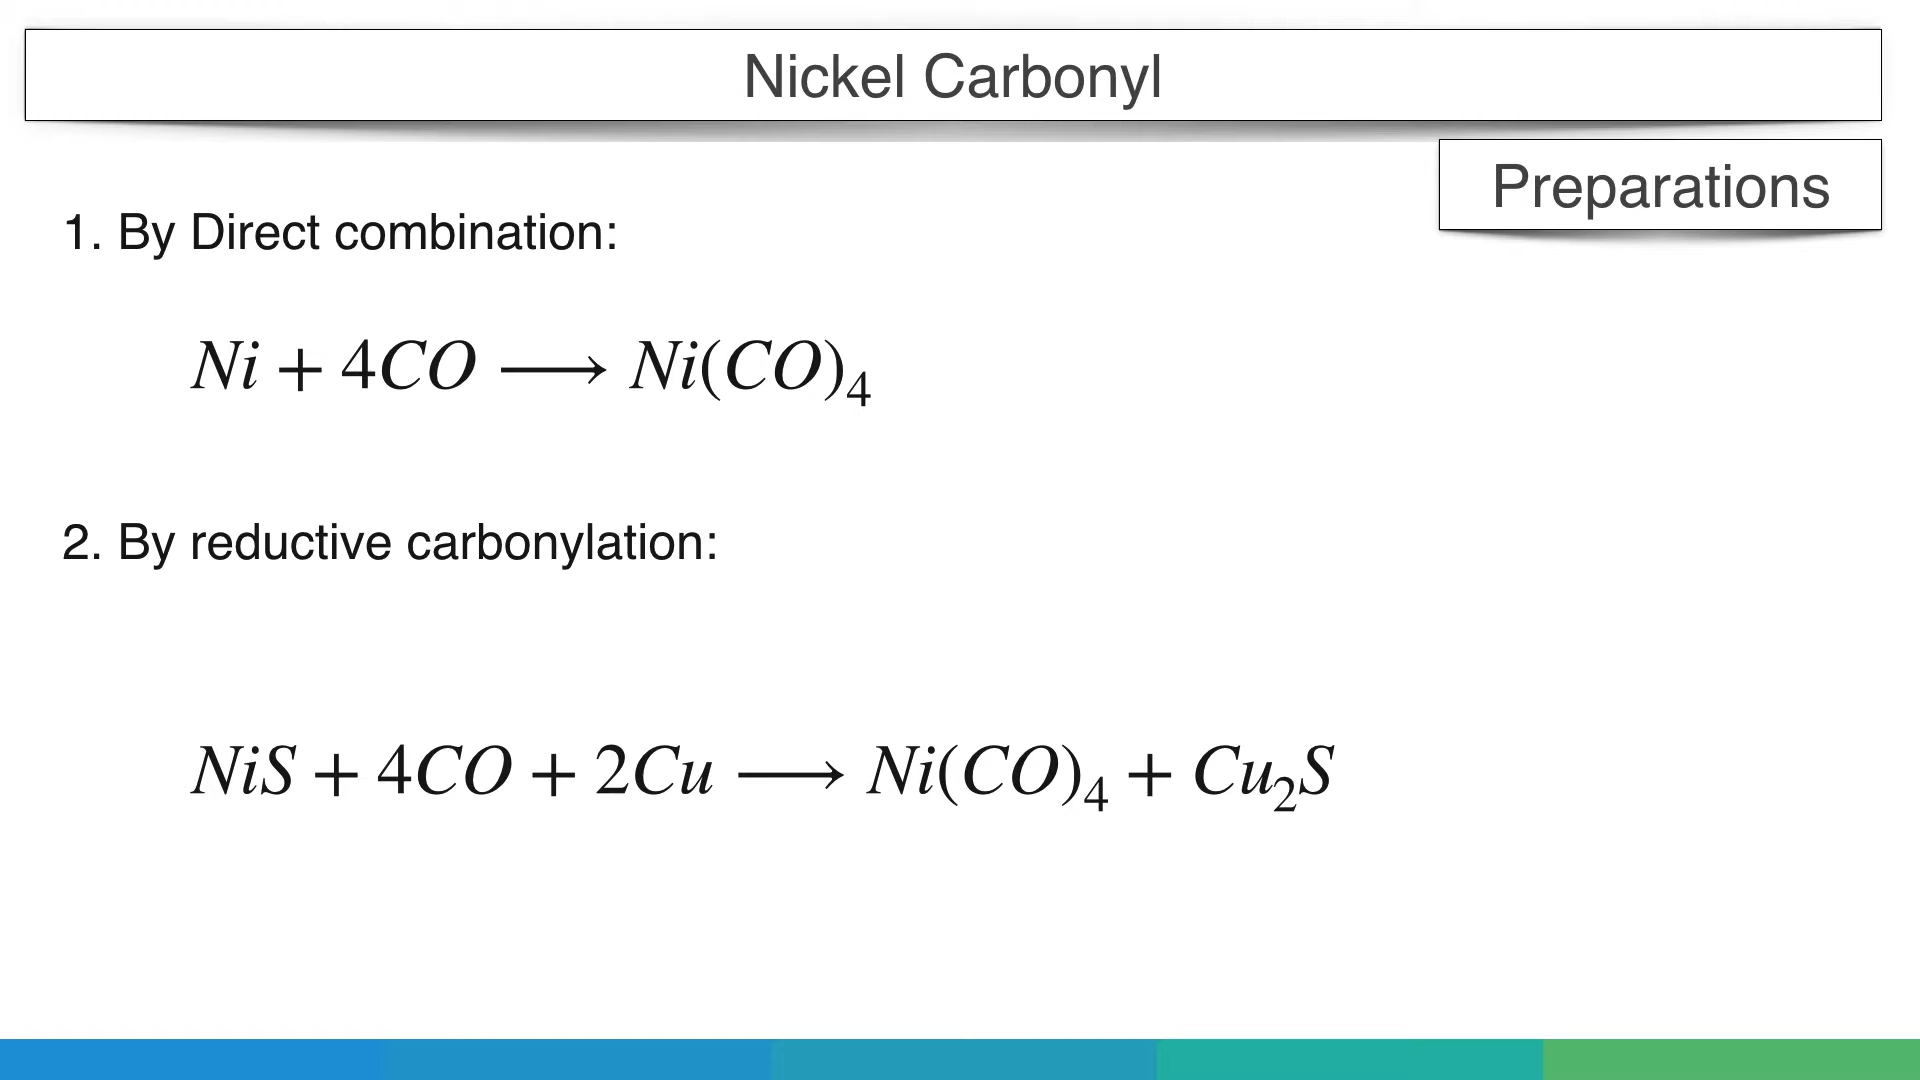 Nickel Carbonyl
Preparations
1. By Direct combination:
Ni + 4CO ⟶ Ni(CO)₄
2. By reductive carbonylation:
NiS + 4CO + 2Cu ⟶ Ni(CO)₄ + Cu₂S